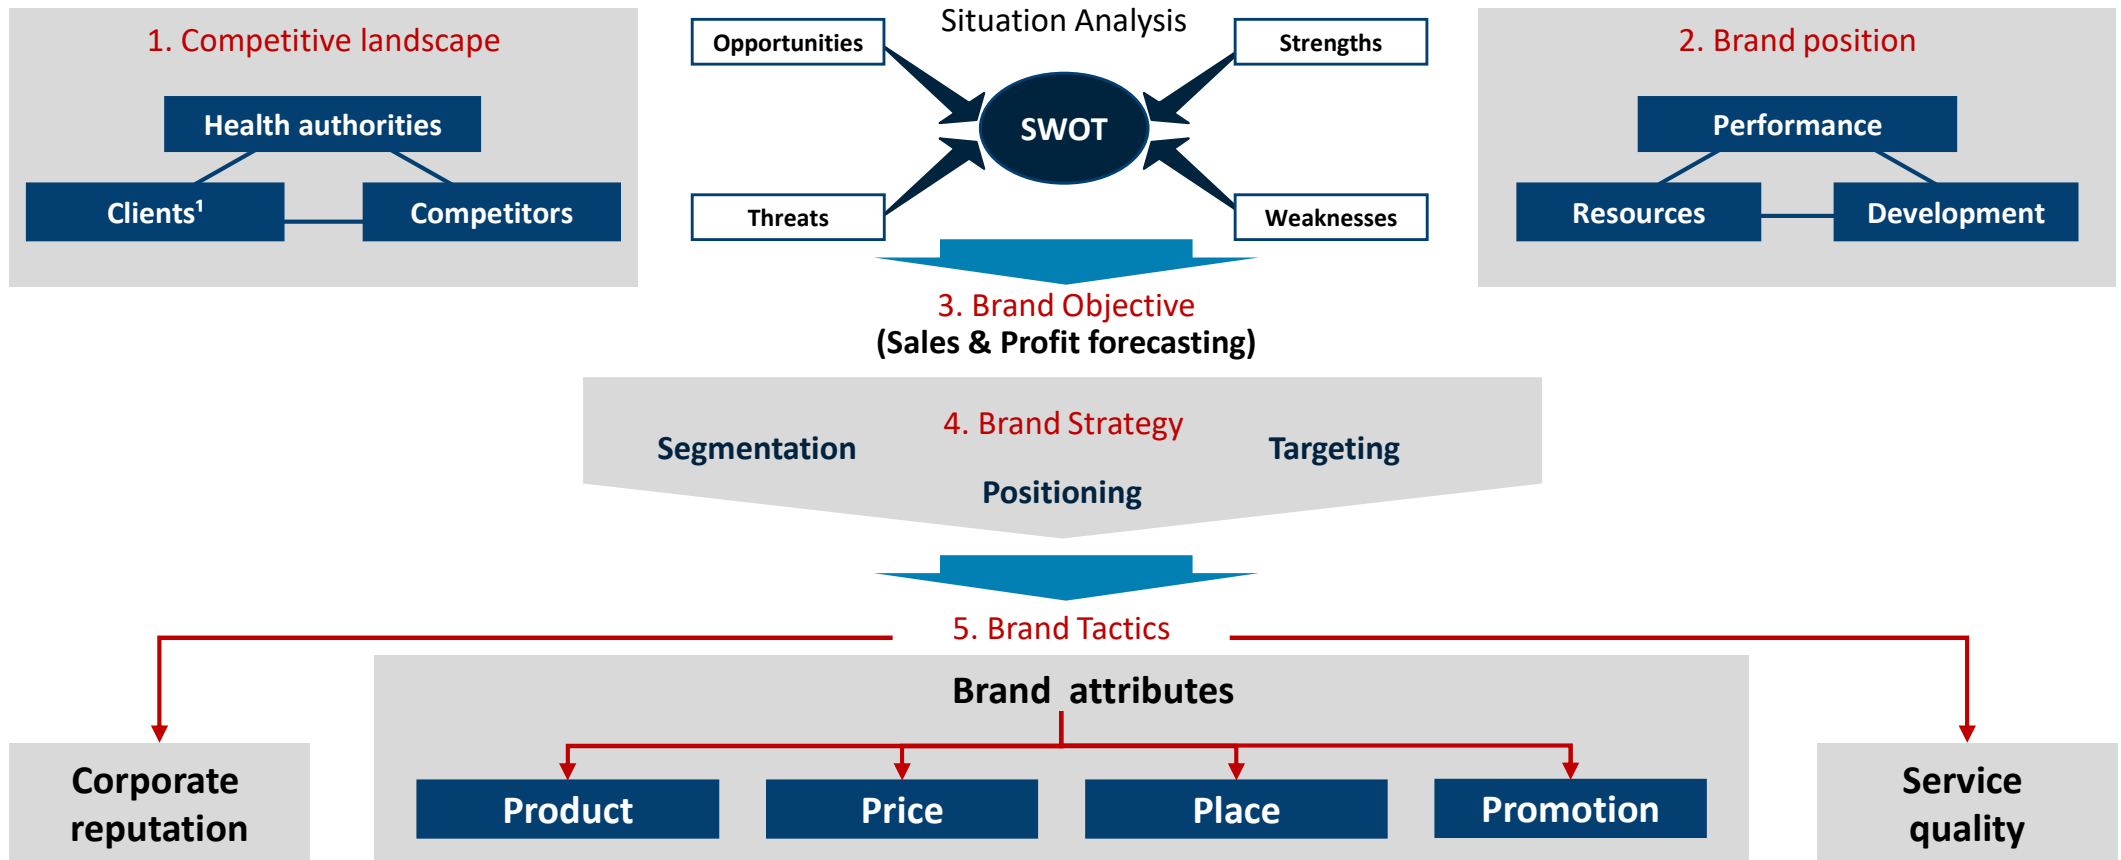 1. Competitive landscape
Health authorities
Clients¹
Competitors
Situation Analysis
Opportunities
Strengths
SWOT
Threats
Weaknesses
2. Brand position
Performance
Resources
Development
3. Brand Objective
(Sales & Profit forecasting)
4. Brand Strategy
Segmentation
Targeting
Positioning
5. Brand Tactics
Brand attributes
Corporate
reputation
Product
Price
Place
Promotion
Service
quality